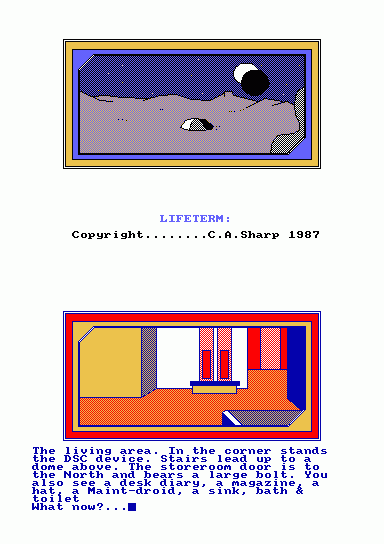 LIFETERM:
Copyright........C.A.Sharp 1987
The living area. In the corner stands
the DSC device. Stairs lead up to a
dome above. The storeroom door is to
the North and bears a large bolt. You
also see a desk diary, a magazine, a
hat, a Maint-droid, a sink, bath &
toilet
What now?...